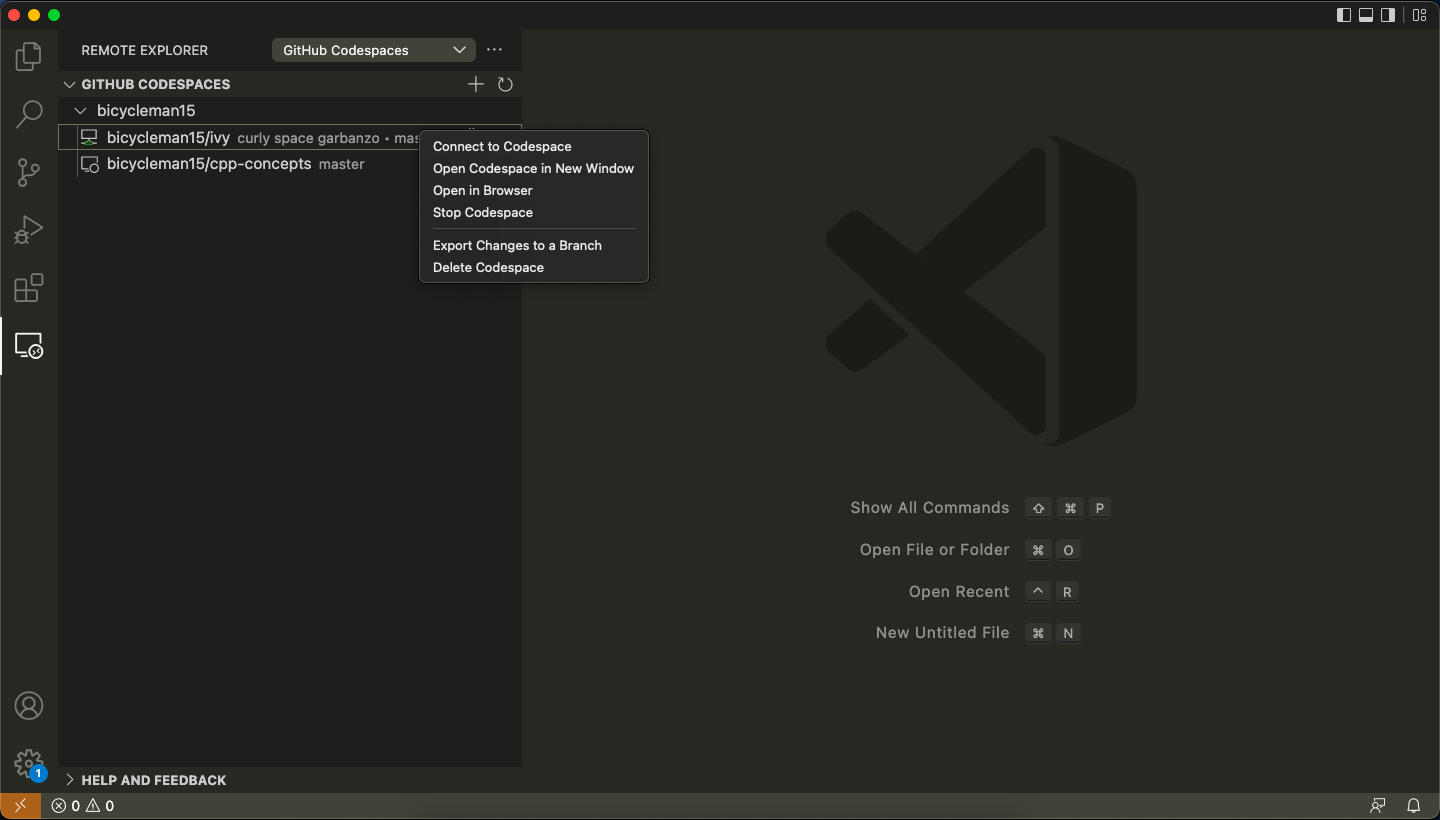 REMOTE EXPLORER
GitHub Codespaces
GITHUB CODESPACES
bicycleman15
bicycleman15/ivy curly space garbanzo • mas
bicycleman15/cpp-concepts master
Connect to Codespace
Open Codespace in New Window
Open in Browser
Stop Codespace
Export Changes to a Branch
Delete Codespace
Show All Commands ⇧ ⌘ P
Open File or Folder ⌘ O
Open Recent ^ R
New Untitled File ⌘ N
1
HELP AND FEEDBACK
0 0